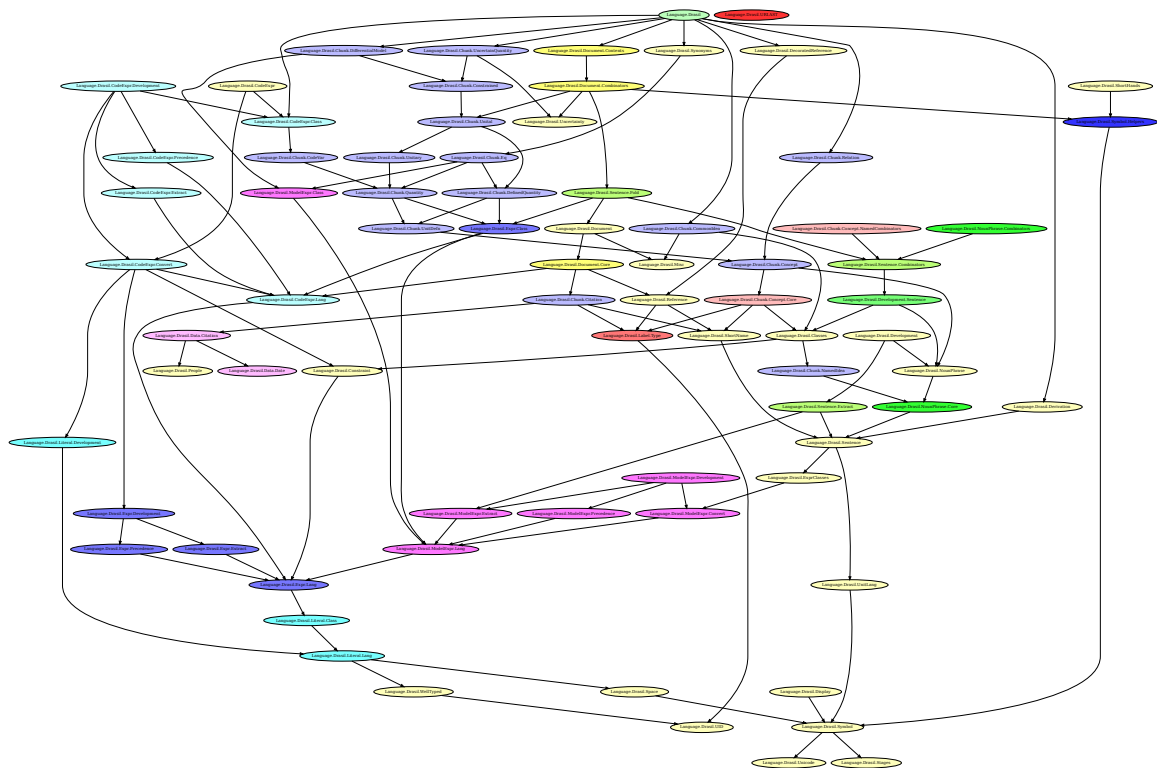 Language.Drasil
Language.Drasil.URI.AST
Language.Drasil.Chunk.DifferentialModel
Language.Drasil.Chunk.UncertainQuantity
Language.Drasil.Document.Contents
Language.Drasil.Synonyms
Language.Drasil.DecoratedReference
Language.Drasil.CodeExpr.Development
Language.Drasil.CodeExpr
Language.Drasil.Chunk.Constrained
Language.Drasil.Document.Combinators
Language.Drasil.ShortHands
Language.Drasil.CodeExpr.Class
Language.Drasil.Chunk.Unital
Language.Drasil.Uncertainty
Language.Drasil.Symbol.Helpers
Language.Drasil.CodeExpr.Precedence
Language.Drasil.Chunk.CodeVar
Language.Drasil.Chunk.Unitary
Language.Drasil.Chunk.Eq
Language.Drasil.Chunk.Relation
Language.Drasil.CodeExpr.Extract
Language.Drasil.ModelExpr.Class
Language.Drasil.Chunk.Quantity
Language.Drasil.Chunk.DefinedQuantity
Language.Drasil.Sentence.Fold
Language.Drasil.Chunk.UnitDefn
Language.Drasil.Expr.Class
Language.Drasil.Document
Language.Drasil.Chunk.CommonIdea
Language.Drasil.Chunk.Concept.NamedCombinators
Language.Drasil.NounPhrase.Combinators
Language.Drasil.CodeExpr.Convert
Language.Drasil.Document.Core
Language.Drasil.Misc
Language.Drasil.Chunk.Concept
Language.Drasil.Sentence.Combinators
Language.Drasil.CodeExpr.Lang
Language.Drasil.Chunk.Citation
Language.Drasil.Reference
Language.Drasil.Chunk.Concept.Core
Language.Drasil.Development.Sentence
Language.Drasil.Data.Citation
Language.Drasil.Label.Type
Language.Drasil.ShortName
Language.Drasil.Classes
Language.Drasil.Development
Language.Drasil.People
Language.Drasil.Data.Date
Language.Drasil.Constraint
Language.Drasil.Chunk.NamedIdea
Language.Drasil.NounPhrase
Language.Drasil.Sentence.Extract
Language.Drasil.NounPhrase.Core
Language.Drasil.Derivation
Language.Drasil.Literal.Development
Language.Drasil.Sentence
Language.Drasil.ModelExpr.Development
Language.Drasil.ExprClasses
Language.Drasil.Expr.Development
Language.Drasil.ModelExpr.Extract
Language.Drasil.ModelExpr.Precedence
Language.Drasil.ModelExpr.Convert
Language.Drasil.Expr.Precedence
Language.Drasil.Expr.Extract
Language.Drasil.ModelExpr.Lang
Language.Drasil.Expr.Lang
Language.Drasil.UnitLang
Language.Drasil.Literal.Class
Language.Drasil.Literal.Lang
Language.Drasil.WellTyped
Language.Drasil.Space
Language.Drasil.Display
Language.Drasil.UID
Language.Drasil.Symbol
Language.Drasil.Unicode
Language.Drasil.Stages